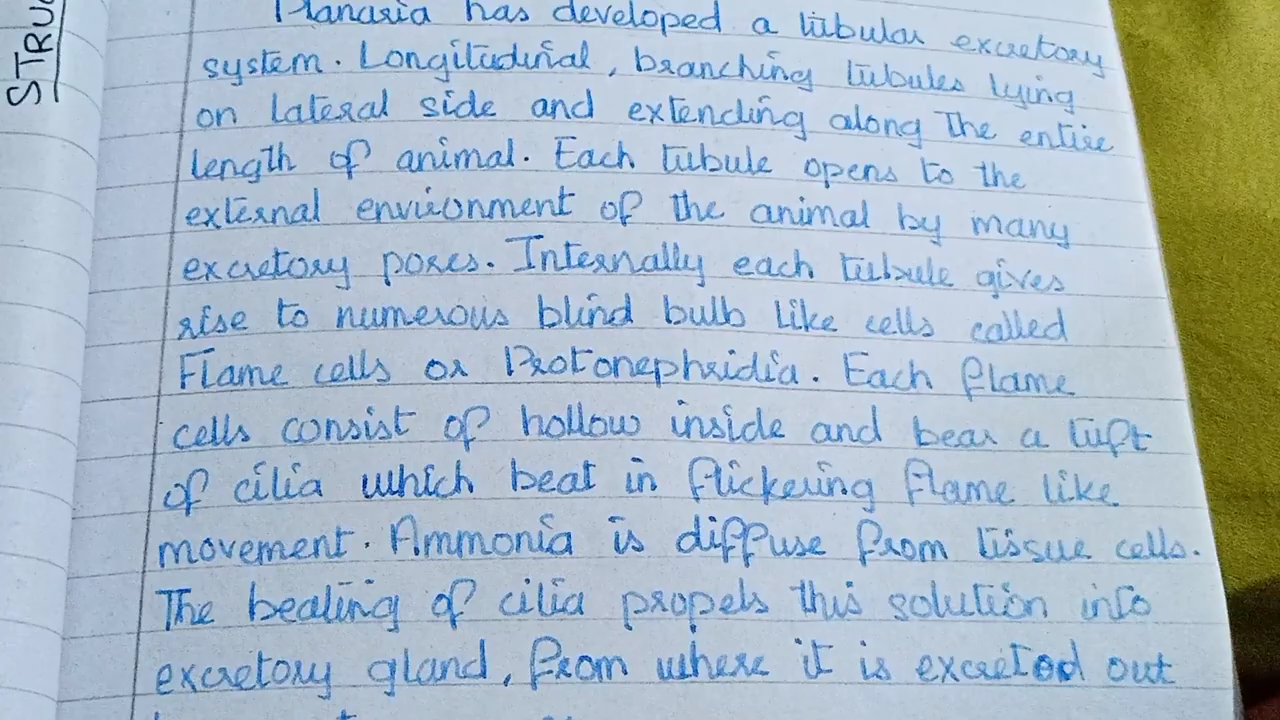 STRUC
Planaria has developed a tubular excretory
system. Longitudinal, branching tubules lying
on lateral side and extending along The entire
length of animal. Each tubule opens to the
external environment of the animal by many
excretory pores. Internally each tubule gives
rise to numerous blind bulb like cells called
Flame cells or Protonephridia. Each flame
cells consist of hollow inside and bear a tuft
of cilia which beat in flickering flame like
movement. Ammonia is diffuse from tissue cells.
The beating of cilia propels this solution into
excretory gland, from where it is excreted out